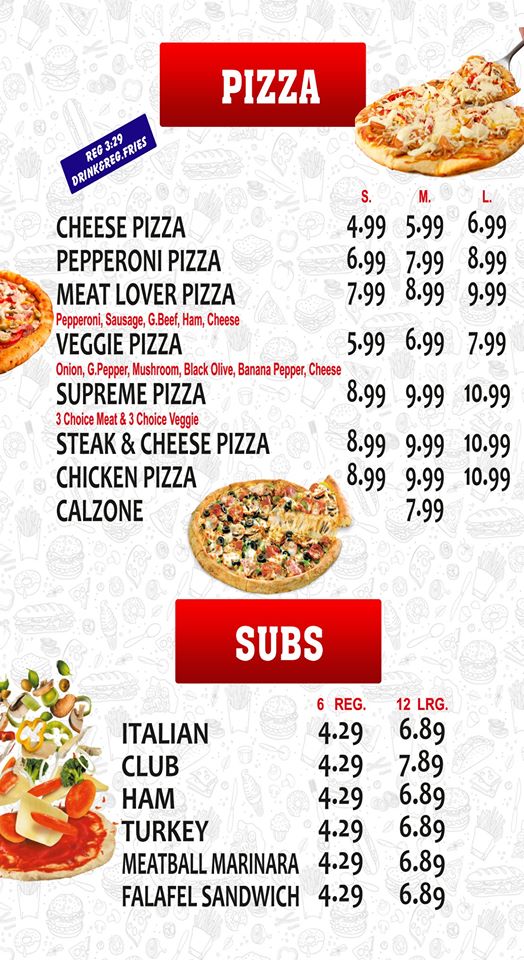 PIZZA
REG 3:29
DRINK&REG.FRIES
S. M. L.
CHEESE PIZZA 4.99 5.99 6.99
PEPPERONI PIZZA 6.99 7.99 8.99
MEAT LOVER PIZZA 7.99 8.99 9.99
Pepperoni, Sausage, G.Beef, Ham, Cheese
VEGGIE PIZZA 5.99 6.99 7.99
Onion, G.Pepper, Mushroom, Black Olive, Banana Pepper, Cheese
SUPREME PIZZA 8.99 9.99 10.99
3 Choice Meat & 3 Choice Veggie
STEAK & CHEESE PIZZA 8.99 9.99 10.99
CHICKEN PIZZA 8.99 9.99 10.99
CALZONE 7.99
SUBS
6 REG. 12 LRG.
ITALIAN 4.29 6.89
CLUB 4.29 7.89
HAM 4.29 6.89
TURKEY 4.29 6.89
MEATBALL MARINARA 4.29 6.89
FALAFEL SANDWICH 4.29 6.89